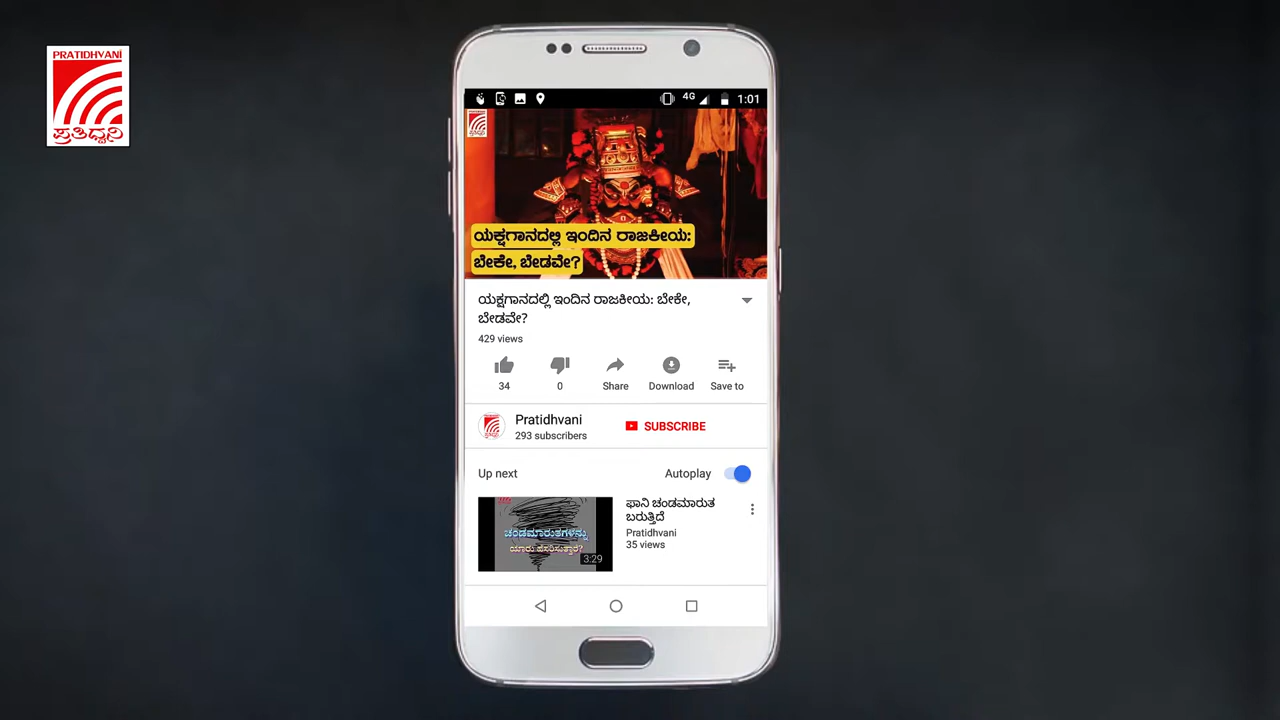 PRATIDHVANI
ಪ್ರತಿಧ್ವನಿ
4G 1:01
ಯಕ್ಷಗಾನದಲ್ಲಿ ಇಂದಿನ ರಾಜಕೀಯ:
ಬೇಕೇ, ಬೇಡವೇ?
ಯಕ್ಷಗಾನದಲ್ಲಿ ಇಂದಿನ ರಾಜಕೀಯ: ಬೇಕೇ,
ಬೇಡವೇ?
429 views
34 0 Share Download Save to
Pratidhvani
293 subscribers
SUBSCRIBE
Up next Autoplay
ಚಂಡಮಾರುತಗಳನ್ನು
ಯಾರು ಹೆಸರಿಸುತ್ತಾರೆ?
3:29
ಫಾನಿ ಚಂಡಮಾರುತ
ಬರುತ್ತಿದೆ
Pratidhvani
35 views